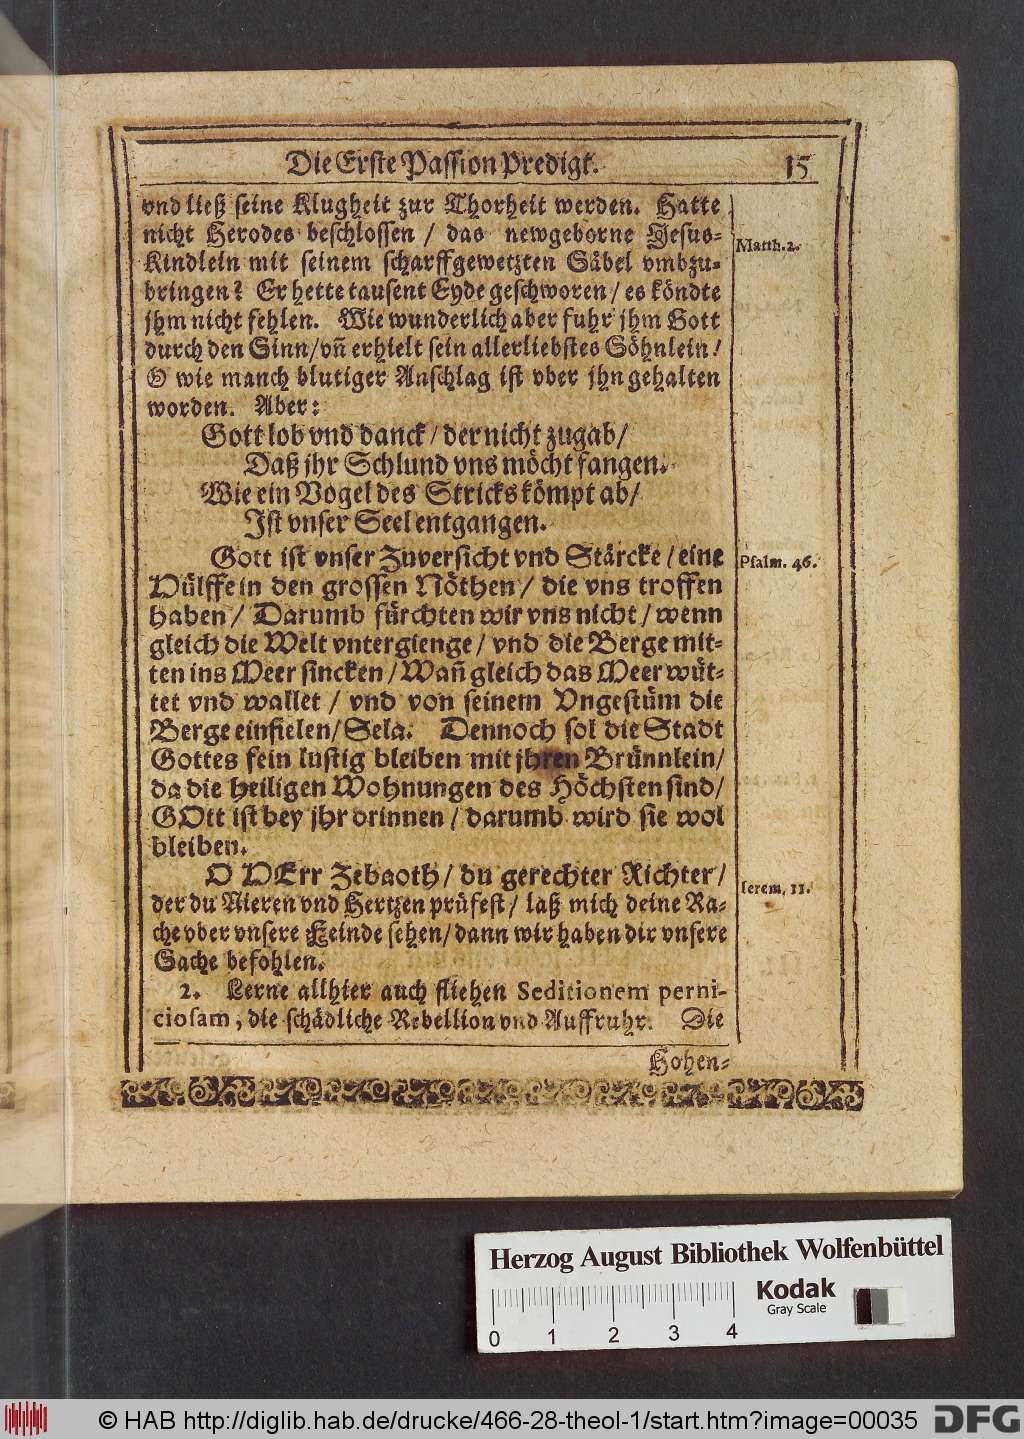 Die Erste Passion Predigt. 15
vnd ließ seine Klugheit zur Thorheit werden. Hatte
nicht Herodes beschlossen / das newgeborne Jesus-
Matth. 2.
Kindlein mit seinem scharffgewetzten Säbel vmbzu-
bringen? Er hette tausent Eyde geschworen / es köndte
jhm nicht fehlen. Wie wunderlich aber fuhr jhm Gott
durch den Sinn / vñ erhielt sein allerliebstes Söhnlein!
O wie manch blutiger Anschlag ist vber jhn gehalten
worden. Aber:
Gott lob vnd danck / der nicht zugab /
Daß jhr Schlund vns möcht fangen.
Wie ein Vogel des Stricks kömpt ab /
Ist vnser Seel entgangen.
Gott ist vnser Zuversicht vnd Stärcke / eine
Psalm. 46.
Hülffe in den grossen Nöthen / die vns troffen
haben / Darumb fürchten wir vns nicht / wenn
gleich die Welt vntergienge / vnd die Berge mit-
ten ins Meer sincken / Wañ gleich das Meer wüt-
tet vnd wallet / vnd von seinem Vngestüm die
Berge einfielen / Sela. Dennoch sol die Stadt
Gottes fein lustig bleiben mit jhren Brünnlein /
da die heiligen Wohnungen des Höchsten sind /
GOtt ist bey jhr drinnen / darumb wird sie wol
bleiben.
O HErr Zebaoth / du gerechter Richter /
Ierem. 11.
der du Nieren vnd Hertzen prüfest / laß mich deine Ra-
che vber vnsere Feinde sehen / dann wir haben dir vnsere
Sache befohlen.
2. Lerne allhier auch fliehen Seditionem perni-
ciosam, die schädliche Rebellion vnd Auffruhr. Die
Hohen-
Herzog August Bibliothek Wolfenbüttel
Kodak
Gray Scale
0 1 2 3 4
© HAB http://diglib.hab.de/drucke/466-28-theol-1/start.htm?image=00035
DFG